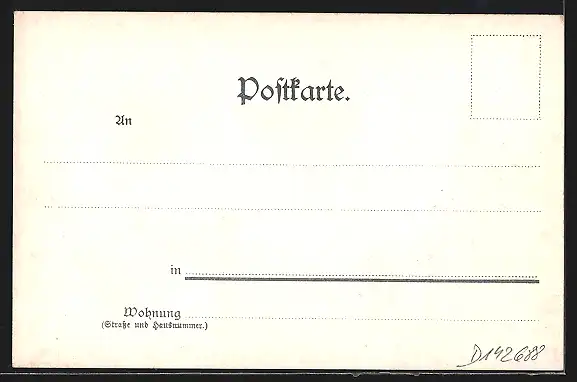 Postkarte.
An
in
Wohnung
(Straße und Hausnummer.)
D142688